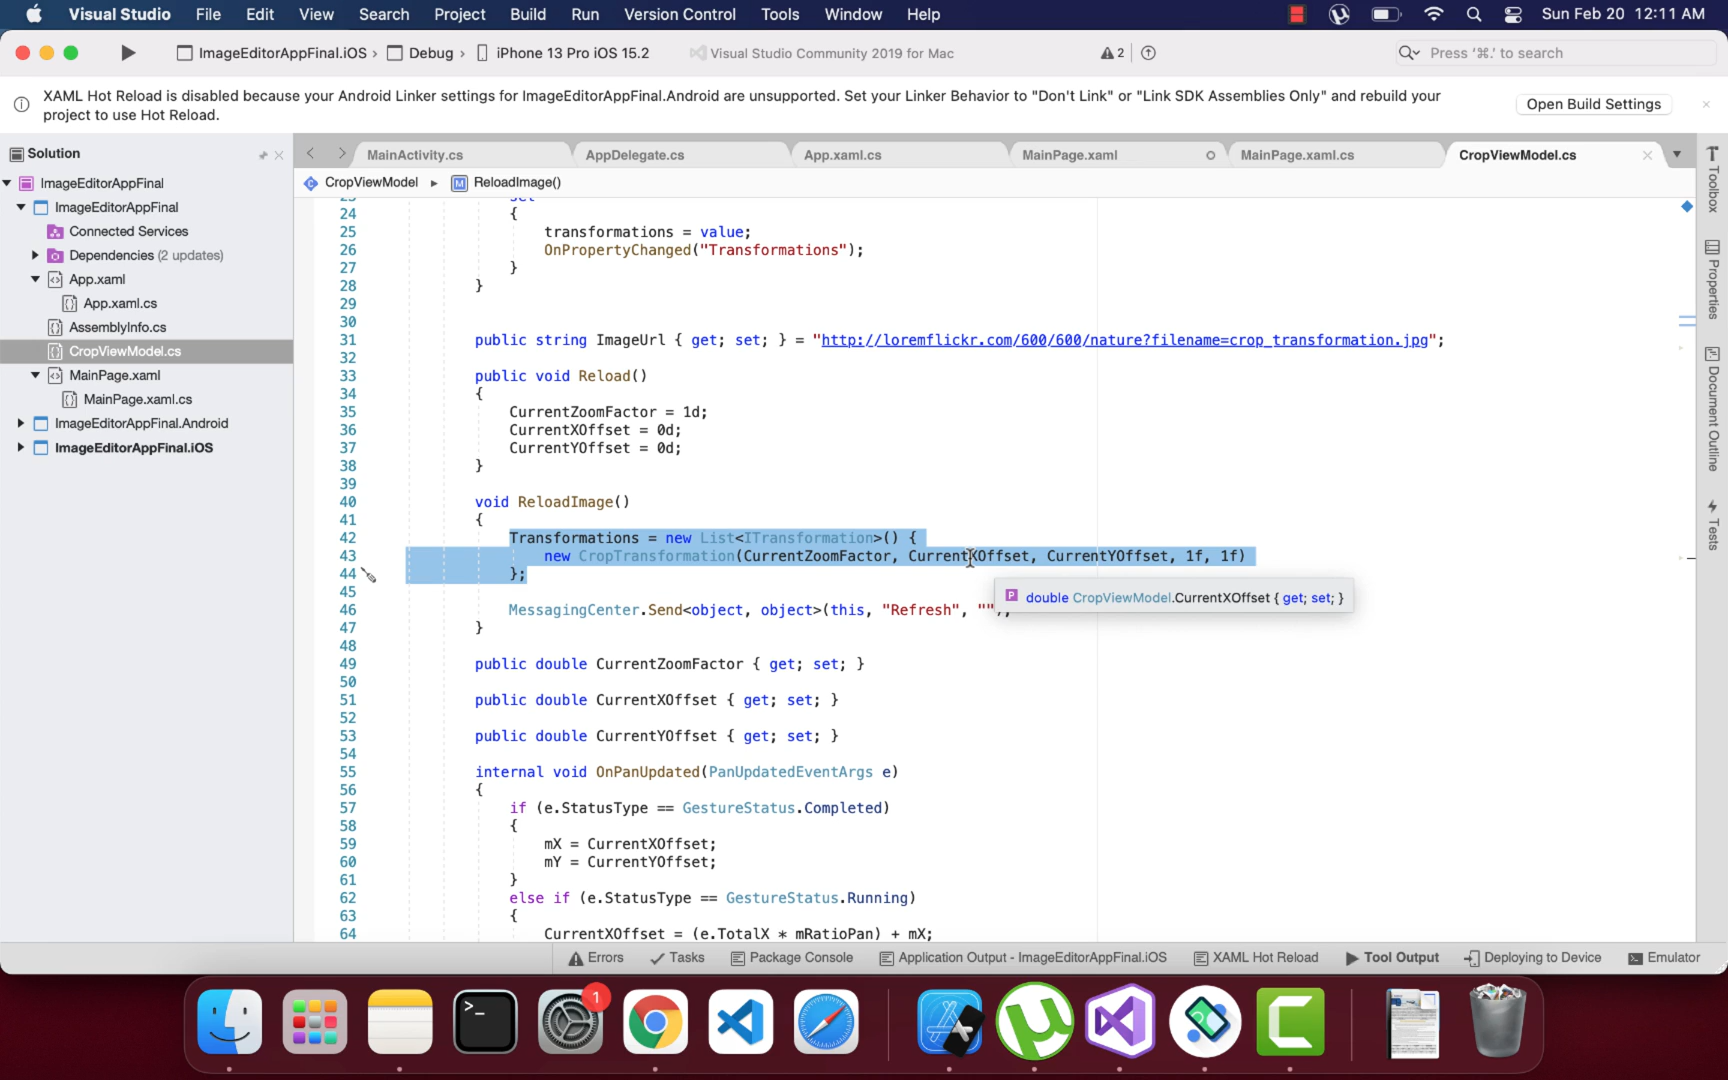 Visual Studio File Edit View Search Project Build Run Version Control Tools Window Help Sun Feb 20 12:11 AM
ImageEditorAppFinal.iOS › Debug › iPhone 13 Pro iOS 15.2 Visual Studio Community 2019 for Mac 2 Press '⌘.' to search
XAML Hot Reload is disabled because your Android Linker settings for ImageEditorAppFinal.Android are unsupported. Set your Linker Behavior to "Don't Link" or "Link SDK Assemblies Only" and rebuild your
project to use Hot Reload.
Open Build Settings
Solution
ImageEditorAppFinal
ImageEditorAppFinal
Connected Services
Dependencies (2 updates)
App.xaml
App.xaml.cs
AssemblyInfo.cs
CropViewModel.cs
MainPage.xaml
MainPage.xaml.cs
ImageEditorAppFinal.Android
ImageEditorAppFinal.iOS
MainActivity.cs AppDelegate.cs App.xaml.cs MainPage.xaml MainPage.xaml.cs CropViewModel.cs
CropViewModel ReloadImage()
23 set
24 {
25 transformations = value;
26 OnPropertyChanged("Transformations");
27 }
28 }
29
30
31 public string ImageUrl { get; set; } = "http://loremflickr.com/600/600/nature?filename=crop_transformation.jpg";
32
33 public void Reload()
34 {
35 CurrentZoomFactor = 1d;
36 CurrentXOffset = 0d;
37 CurrentYOffset = 0d;
38 }
39
40 void ReloadImage()
41 {
42 Transformations = new List<ITransformation>() {
43 new CropTransformation(CurrentZoomFactor, CurrentXOffset, CurrentYOffset, 1f, 1f)
44 };
45
double CropViewModel.CurrentXOffset { get; set; }
46 MessagingCenter.Send<object, object>(this, "Refresh", "");
47 }
48
49 public double CurrentZoomFactor { get; set; }
50
51 public double CurrentXOffset { get; set; }
52
53 public double CurrentYOffset { get; set; }
54
55 internal void OnPanUpdated(PanUpdatedEventArgs e)
56 {
57 if (e.StatusType == GestureStatus.Completed)
58 {
59 mX = CurrentXOffset;
60 mY = CurrentYOffset;
61 }
62 else if (e.StatusType == GestureStatus.Running)
63 {
64 CurrentXOffset = (e.TotalX * mRatioPan) + mX;
Toolbox
Properties
Document Outline
Tests
Errors Tasks Package Console Application Output - ImageEditorAppFinal.iOS XAML Hot Reload Tool Output Deploying to Device Emulator
1